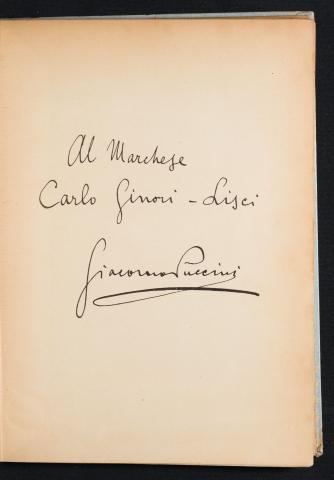 Al Marchese
Carlo Ginori - Lisci
Giacomo Puccini